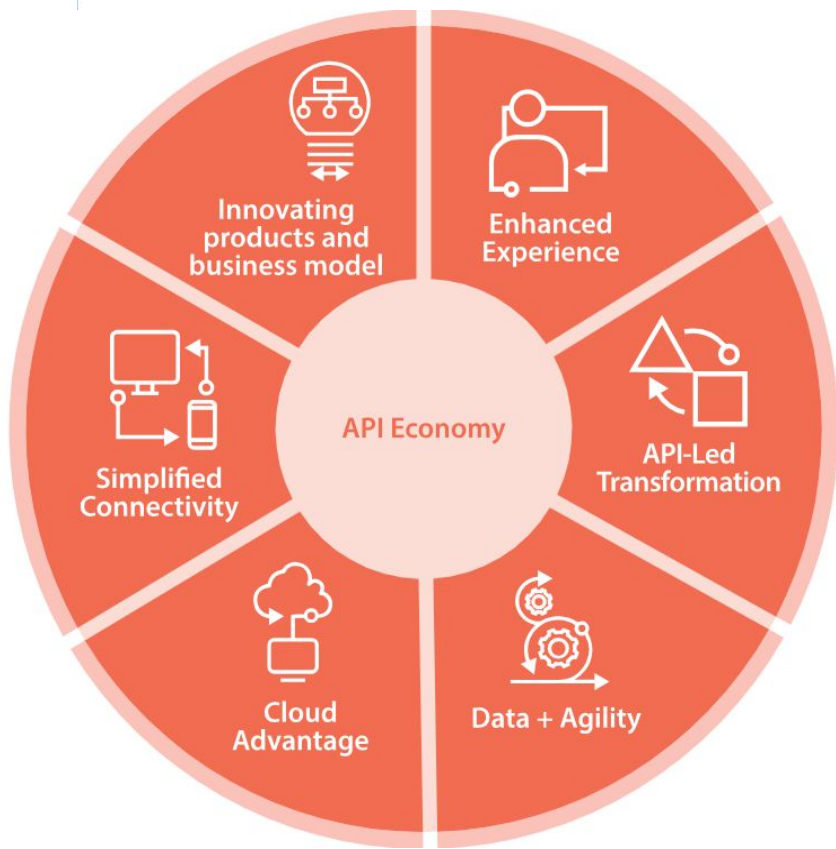 Innovating
products and
business model
Enhanced
Experience
API Economy
Simplified
Connectivity
API-Led
Transformation
Cloud
Advantage
Data + Agility